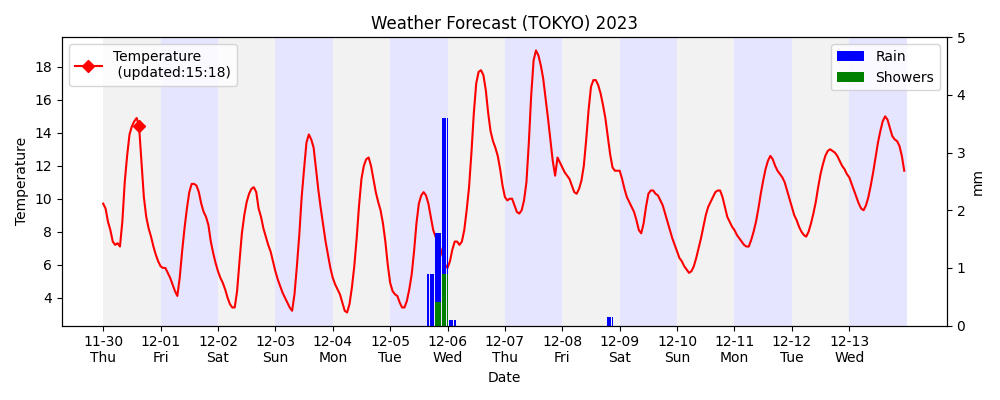 Weather Forecast (TOKYO) 2023
Temperature
(updated:15:18)
Rain
Showers
Temperature
18
16
14
12
10
8
6
4
5
4
3
2
1
0
mm
11-30 12-01 12-02 12-03 12-04 12-05 12-06 12-07 12-08 12-09 12-10 12-11 12-12 12-13
Thu Fri Sat Sun Mon Tue Wed Thu Fri Sat Sun Mon Tue Wed
Date